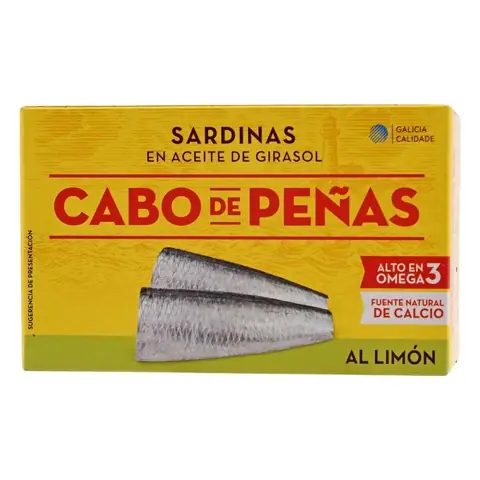 SARDINAS
EN ACEITE DE GIRASOL
GALICIA
CALIDADE
CABO DE PEÑAS
SUGERENCIA DE PRESENTACIÓN
ALTO EN
OMEGA 3
FUENTE NATURAL
DE CALCIO
AL LIMÓN